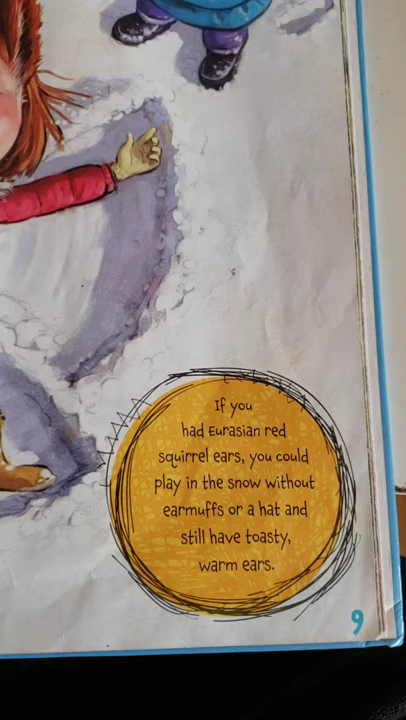 If you
had Eurasian red
squirrel ears, you could
play in the snow without
earmuffs or a hat and
still have toasty,
warm ears.
9